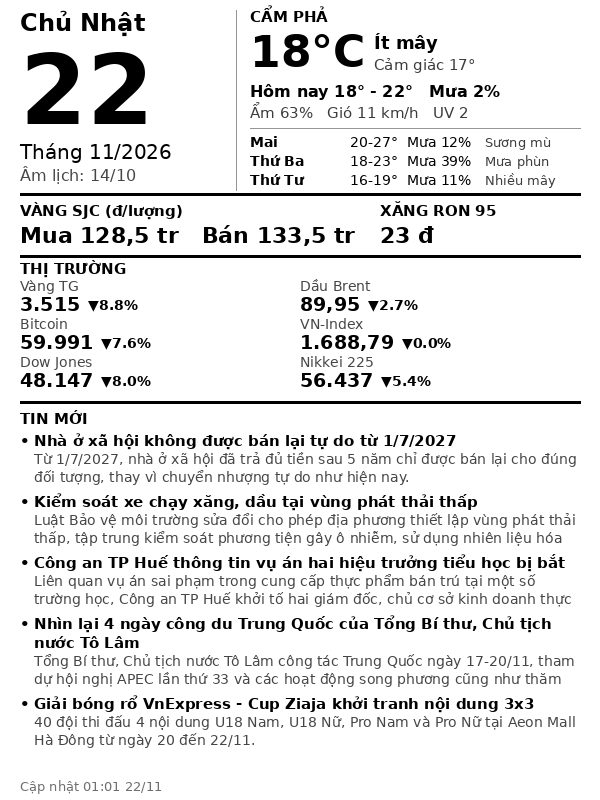 Chủ Nhật
22
Tháng 11/2026
Âm lịch: 14/10
CẨM PHẢ
18°C Ít mây
Cảm giác 17°
Hôm nay 18° - 22° Mưa 2%
Ẩm 63% Gió 11 km/h UV 2
Mai 20-27° Mưa 12% Sương mù
Thứ Ba 18-23° Mưa 39% Mưa phùn
Thứ Tư 16-19° Mưa 11% Nhiều mây
VÀNG SJC (đ/lượng) XĂNG RON 95
Mua 128,5 tr Bán 133,5 tr 23 đ
THỊ TRƯỜNG
Vàng TG Dầu Brent
3.515 ▼8.8% 89,95 ▼2.7%
Bitcoin VN-Index
59.991 ▼7.6% 1.688,79 ▼0.0%
Dow Jones Nikkei 225
48.147 ▼8.0% 56.437 ▼5.4%
TIN MỚI
• Nhà ở xã hội không được bán lại tự do từ 1/7/2027
Từ 1/7/2027, nhà ở xã hội đã trả đủ tiền sau 5 năm chỉ được bán lại cho đúng
đối tượng, thay vì chuyển nhượng tự do như hiện nay.
• Kiểm soát xe chạy xăng, dầu tại vùng phát thải thấp
Luật Bảo vệ môi trường sửa đổi cho phép địa phương thiết lập vùng phát thải
thấp, tập trung kiểm soát phương tiện gây ô nhiễm, sử dụng nhiên liệu hóa
• Công an TP Huế thông tin vụ án hai hiệu trưởng tiểu học bị bắt
Liên quan vụ án sai phạm trong cung cấp thực phẩm bán trú tại một số
trường học, Công an TP Huế khởi tố hai giám đốc, chủ cơ sở kinh doanh thực
• Nhìn lại 4 ngày công du Trung Quốc của Tổng Bí thư, Chủ tịch
nước Tô Lâm
Tổng Bí thư, Chủ tịch nước Tô Lâm công tác Trung Quốc ngày 17-20/11, tham
dự hội nghị APEC lần thứ 33 và các hoạt động song phương cũng như thăm
• Giải bóng rổ VnExpress - Cup Ziaja khởi tranh nội dung 3x3
40 đội thi đấu 4 nội dung U18 Nam, U18 Nữ, Pro Nam và Pro Nữ tại Aeon Mall
Hà Đông từ ngày 20 đến 22/11.
Cập nhật 01:01 22/11